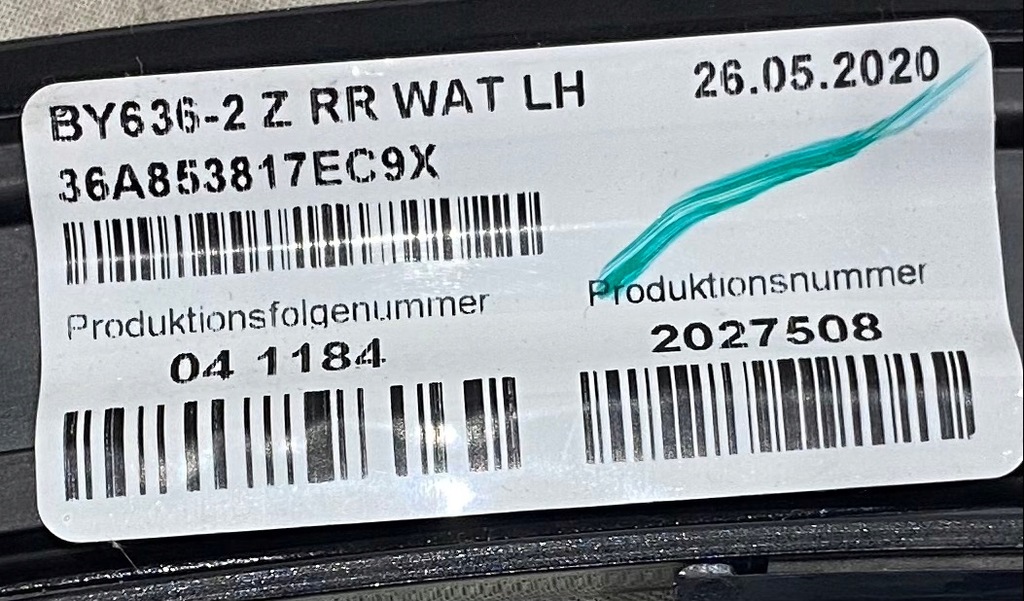 BY636-2 Z RR WAT LH 26.05.2020
36A853817EC9X
Produktionsfolgenummer Produktionsnummer
04 1184 2027508